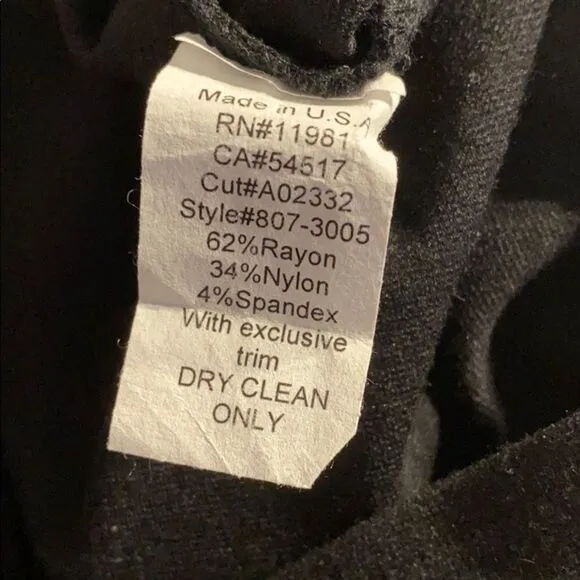 Made in U.S.A
RN#11981
CA#54517
Cut#A02332
Style#807-3005
62%Rayon
34%Nylon
4%Spandex
With exclusive
trim
DRY CLEAN
ONLY